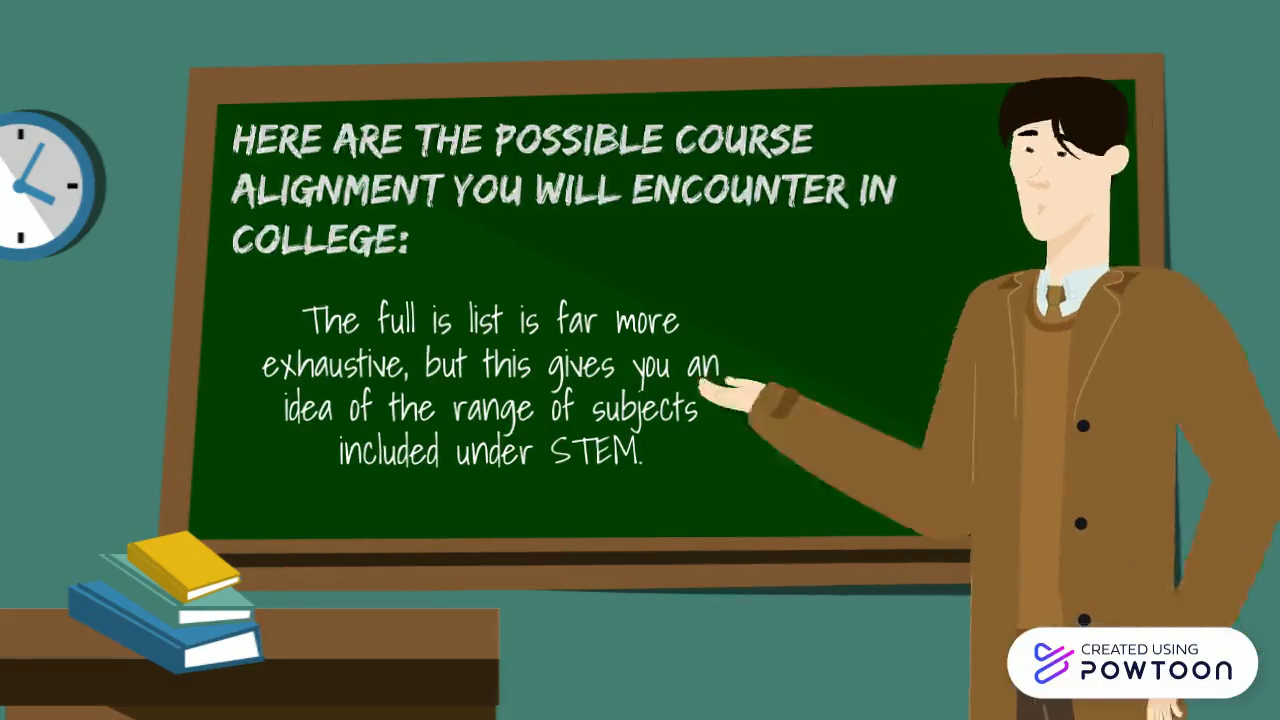 HERE ARE THE POSSIBLE COURSE
ALIGNMENT YOU WILL ENCOUNTER IN
COLLEGE:
The full is list is far more
exhaustive, but this gives you an
idea of the range of subjects
included under STEM.
CREATED USING
POWTOON